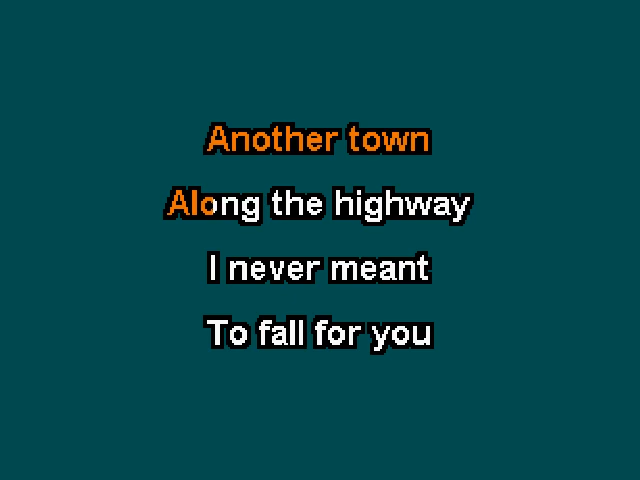 Another town
Along the highway
I never meant
To fall for you